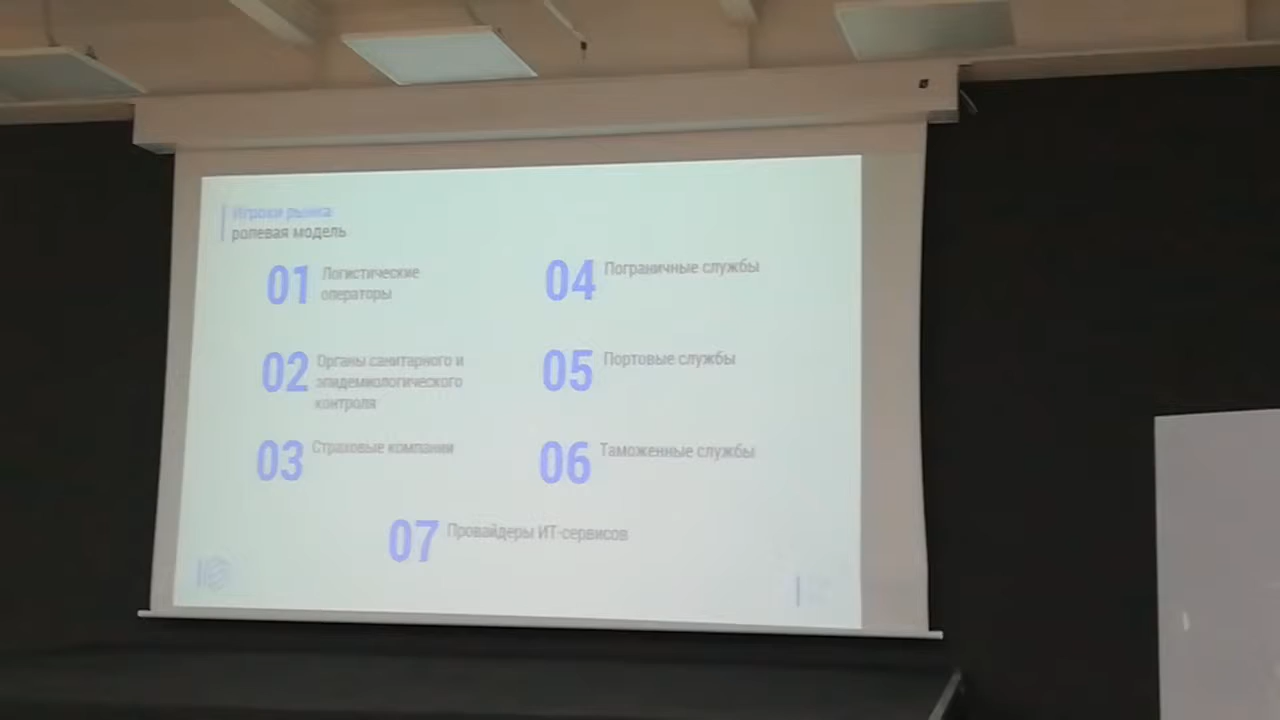 Игроки рынка
ролевая модель
01 Логистические
операторы
02 Органы санитарного и
эпидемиологического
контроля
03 Страховые компании
04 Пограничные службы
05 Портовые службы
06 Таможенные службы
07 Провайдеры ИТ-сервисов